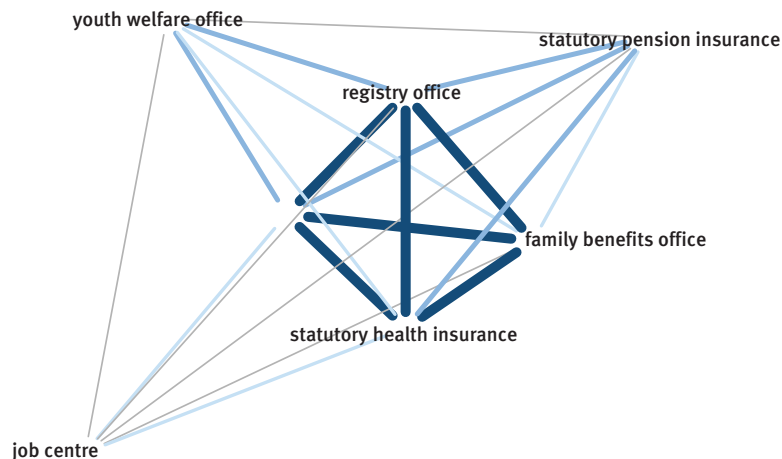 youth welfare office
statutory pension insurance
registry office
family benefits office
statutory health insurance
job centre